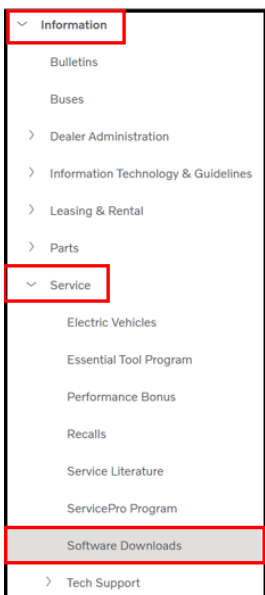 Information
Bulletins
Buses
Dealer Administration
Information Technology & Guidelines
Leasing & Rental
Parts
Service
Electric Vehicles
Essential Tool Program
Performance Bonus
Recalls
Service Literature
ServicePro Program
Software Downloads
Tech Support